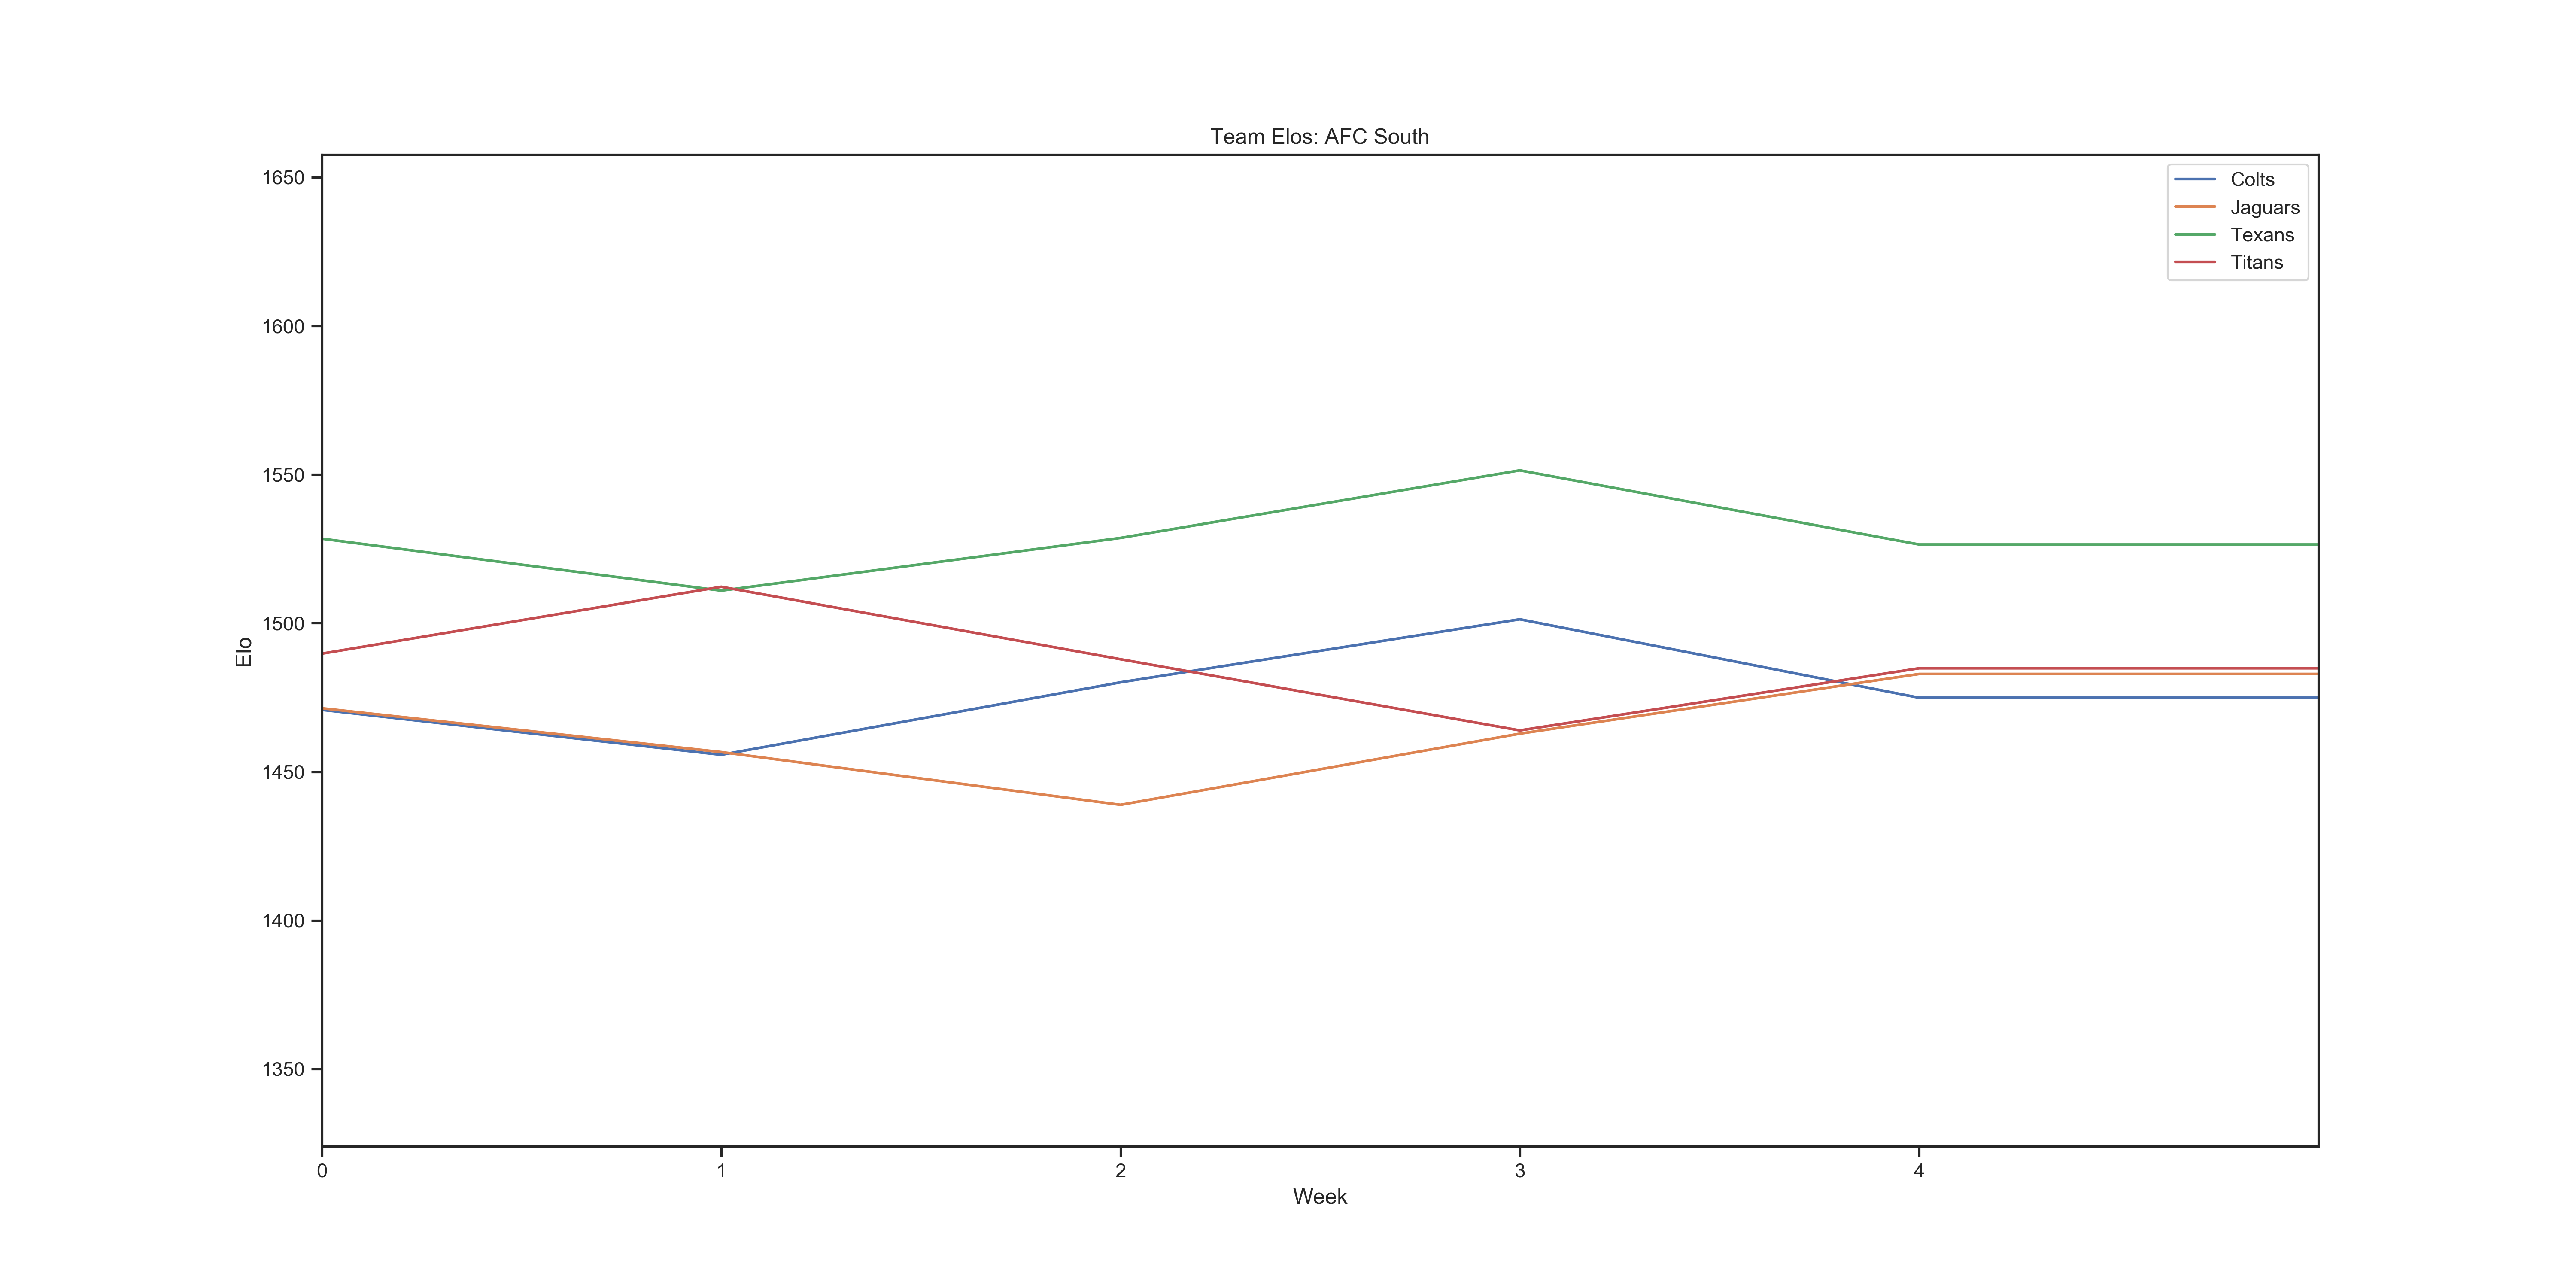 Team Elos: AFC South
1650
1600
1550
1500
1450
1400
1350
Elo
Colts
Jaguars
Texans
Titans
0 1 2 3 4
Week